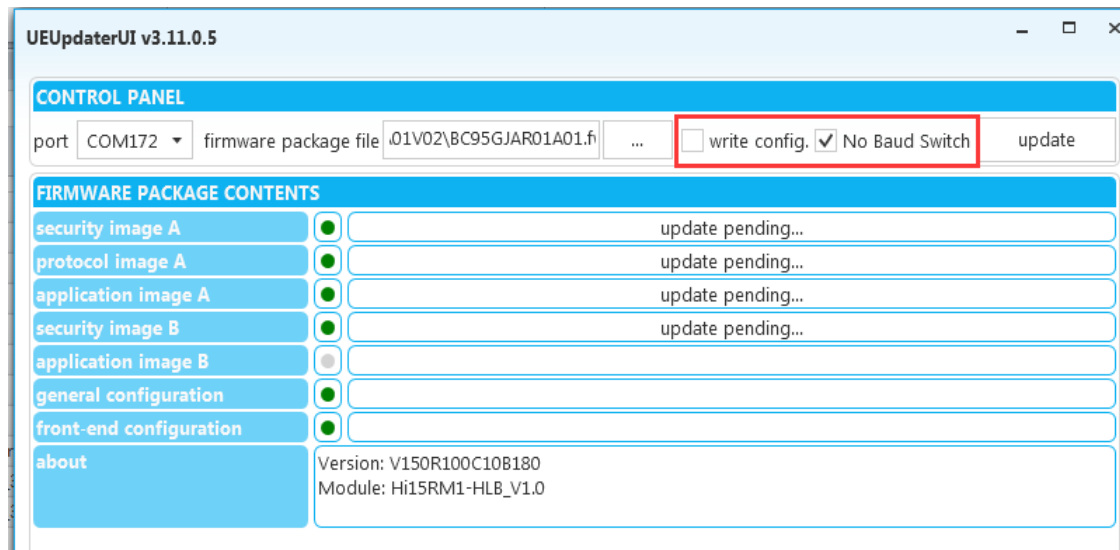 UEUpdaterUI v3.11.0.5
CONTROL PANEL
port COM172 firmware package file .01V02\BC95GJAR01A01.f ... write config. No Baud Switch update
FIRMWARE PACKAGE CONTENTS
security image A update pending...
protocol image A update pending...
application image A update pending...
security image B update pending...
application image B
general configuration
front-end configuration
about Version: V150R100C10B180
Module: Hi15RM1-HLB_V1.0